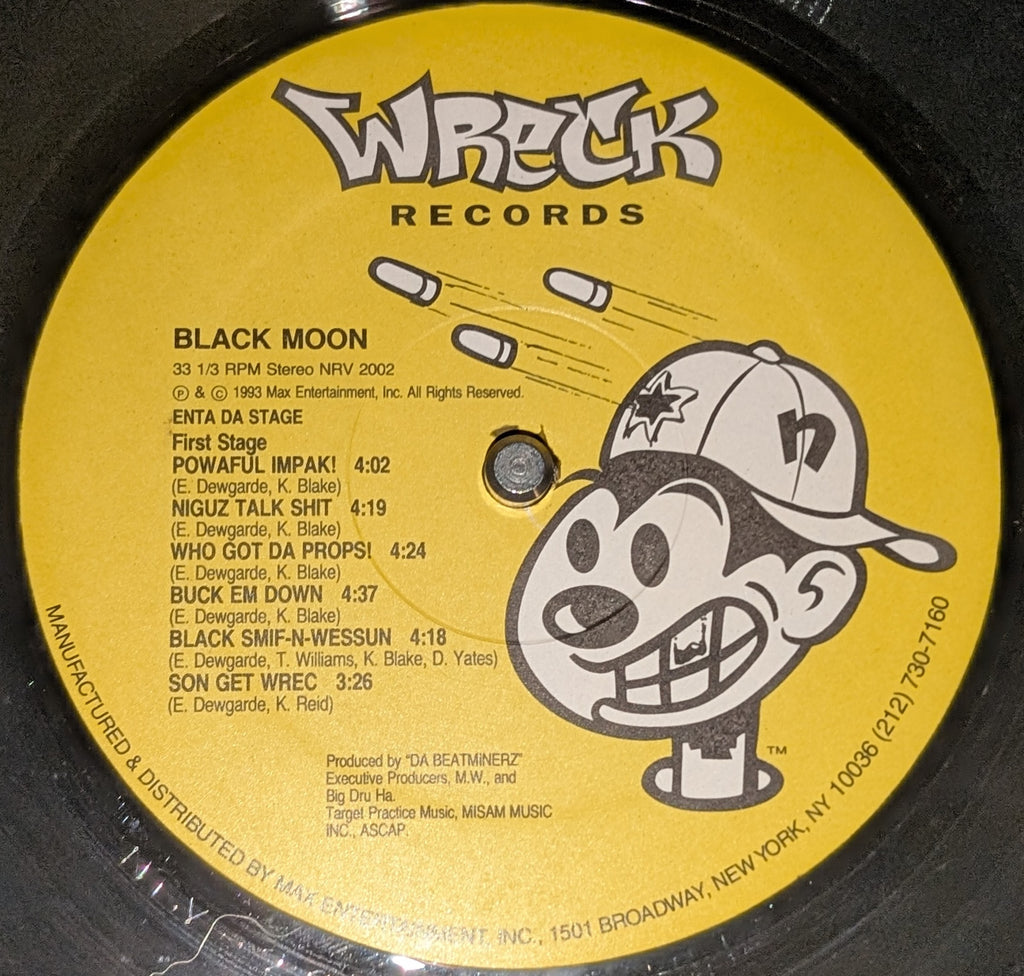 WRECK
RECORDS
n
BLACK MOON
33 1/3 RPM Stereo NRV 2002
℗ & © 1993 Max Entertainment, Inc. All Rights Reserved.
ENTA DA STAGE
First Stage
POWAFUL IMPAK! 4:02
(E. Dewgarde, K. Blake)
NIGUZ TALK SHIT 4:19
(E. Dewgarde, K. Blake)
WHO GOT DA PROPS! 4:24
(E. Dewgarde, K. Blake)
BUCK EM DOWN 4:37
(E. Dewgarde, K. Blake)
BLACK SMIF-N-WESSUN 4:18
(E. Dewgarde, T. Williams, K. Blake, D. Yates)
SON GET WREC 3:26
(E. Dewgarde, K. Reid)
TM
Produced by "DA BEATMiNERZ"
Executive Producers, M.W., and
Big Dru Ha.
Target Practice Music, MISAM MUSIC
INC., ASCAP.
MANUFACTURED & DISTRIBUTED BY MAX ENTERTAINMENT, INC., 1501 BROADWAY, NEW YORK, NY 10036 (212) 730-7160